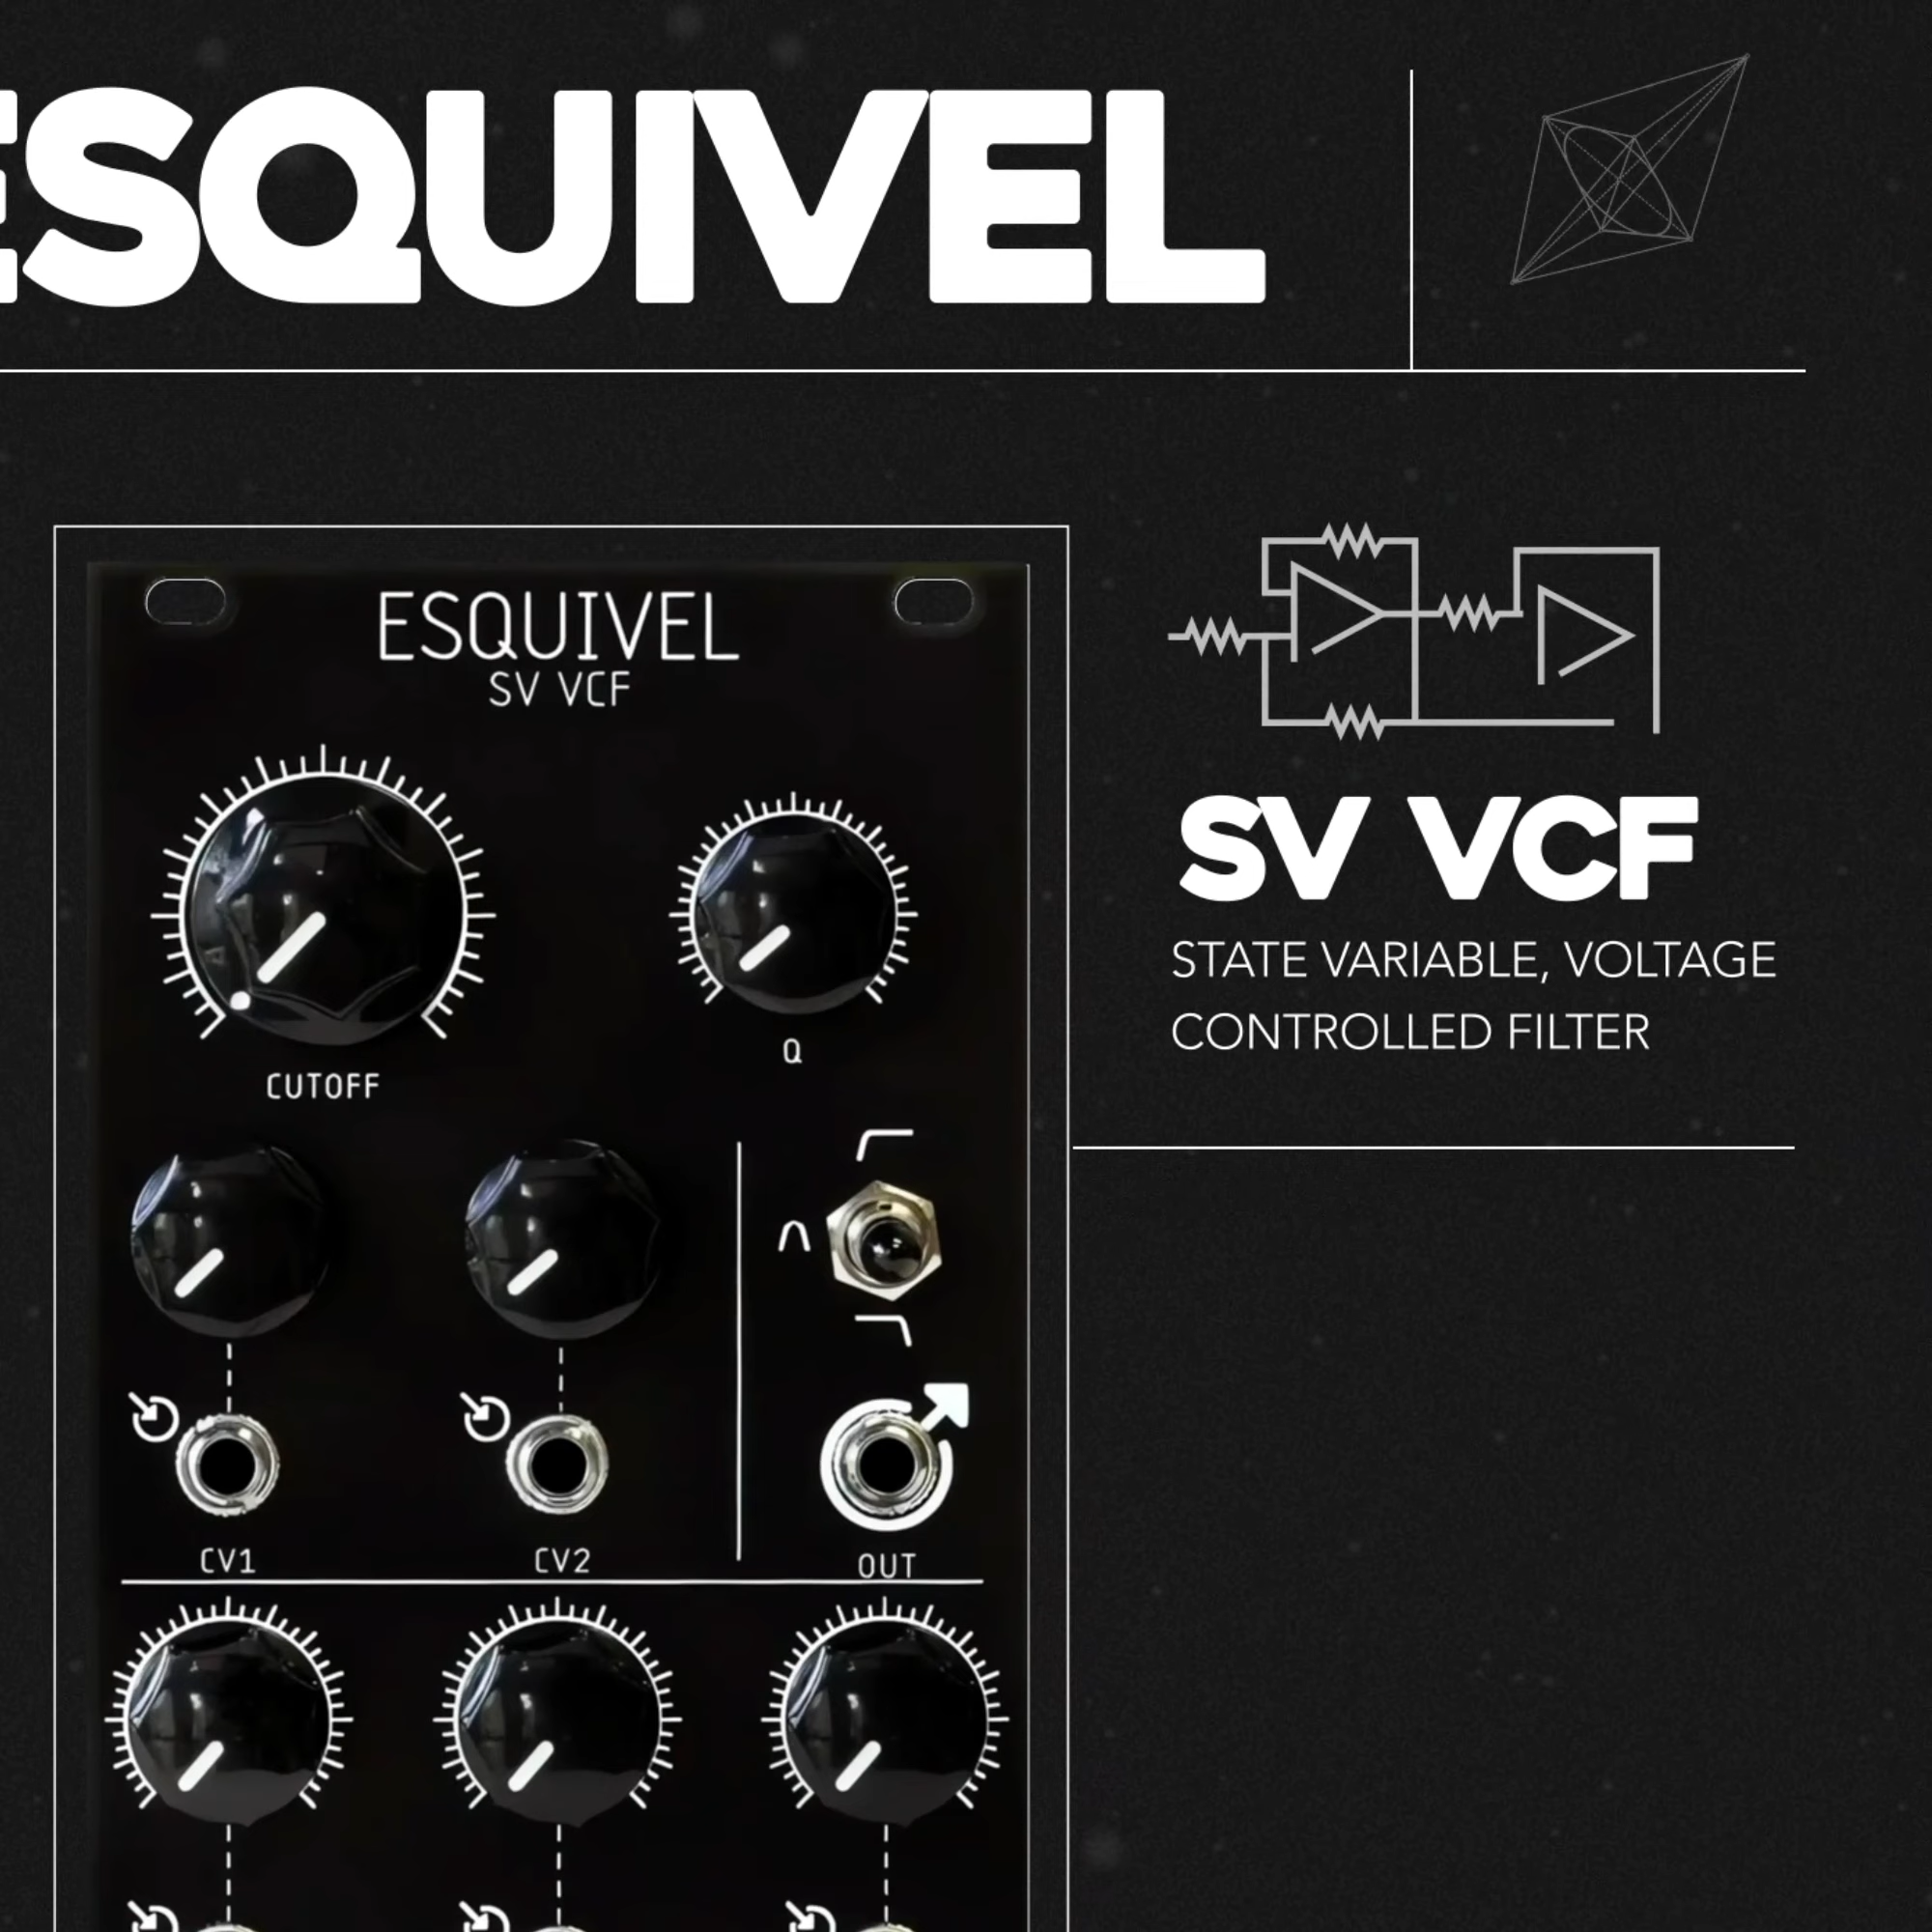 ESQUIVEL
ESQUIVEL
SV VCF
CUTOFF
Q
CV1
CV2
OUT
SV VCF
STATE VARIABLE, VOLTAGE
CONTROLLED FILTER